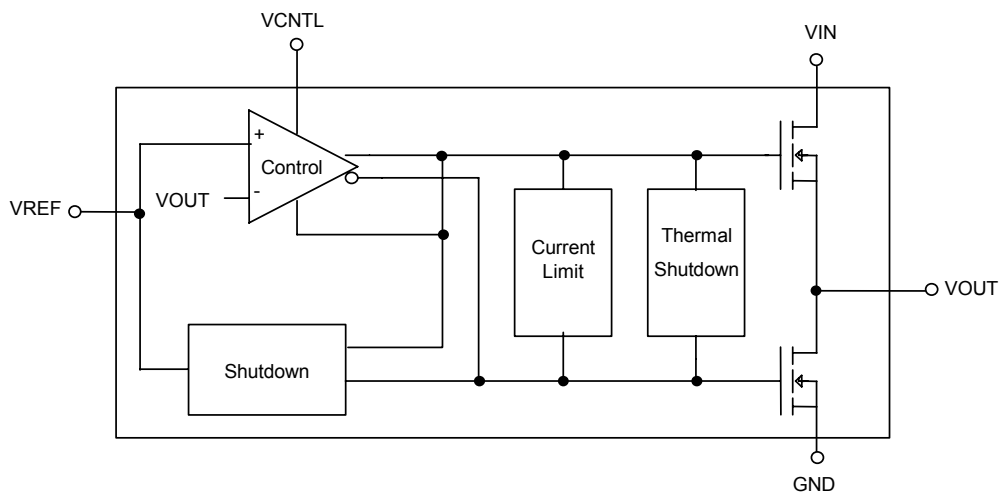 VCNTL
VIN
+
Control
VOUT
-
VREF
Current
Limit
Thermal
Shutdown
VOUT
Shutdown
GND